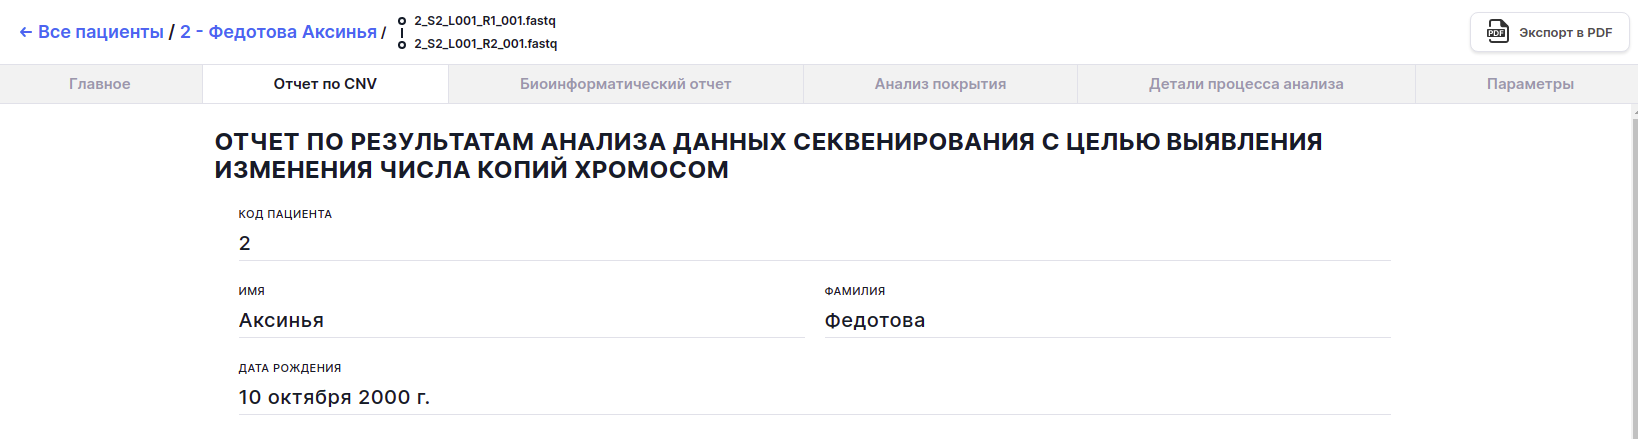 ← Все пациенты / 2 - Федотова Аксинья /
2_S2_L001_R1_001.fastq
2_S2_L001_R2_001.fastq
PDF Экспорт в PDF
Главное
Отчет по CNV
Биоинформатический отчет
Анализ покрытия
Детали процесса анализа
Параметры
ОТЧЕТ ПО РЕЗУЛЬТАТАМ АНАЛИЗА ДАННЫХ СЕКВЕНИРОВАНИЯ С ЦЕЛЬЮ ВЫЯВЛЕНИЯ
ИЗМЕНЕНИЯ ЧИСЛА КОПИЙ ХРОМОСОМ
КОД ПАЦИЕНТА
2
ИМЯ
Аксинья
ФАМИЛИЯ
Федотова
ДАТА РОЖДЕНИЯ
10 октября 2000 г.